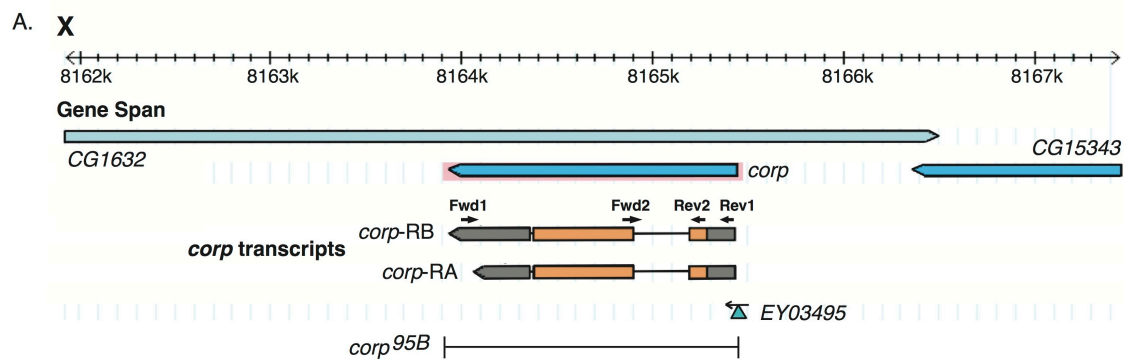 A. X
8162k 8163k 8164k 8165k 8166k 8167k
Gene Span
CG1632 CG15343
corp
Fwd1 Fwd2 Rev2 Rev1
corp-RB
corp transcripts
corp-RA
EY03495
corp95B